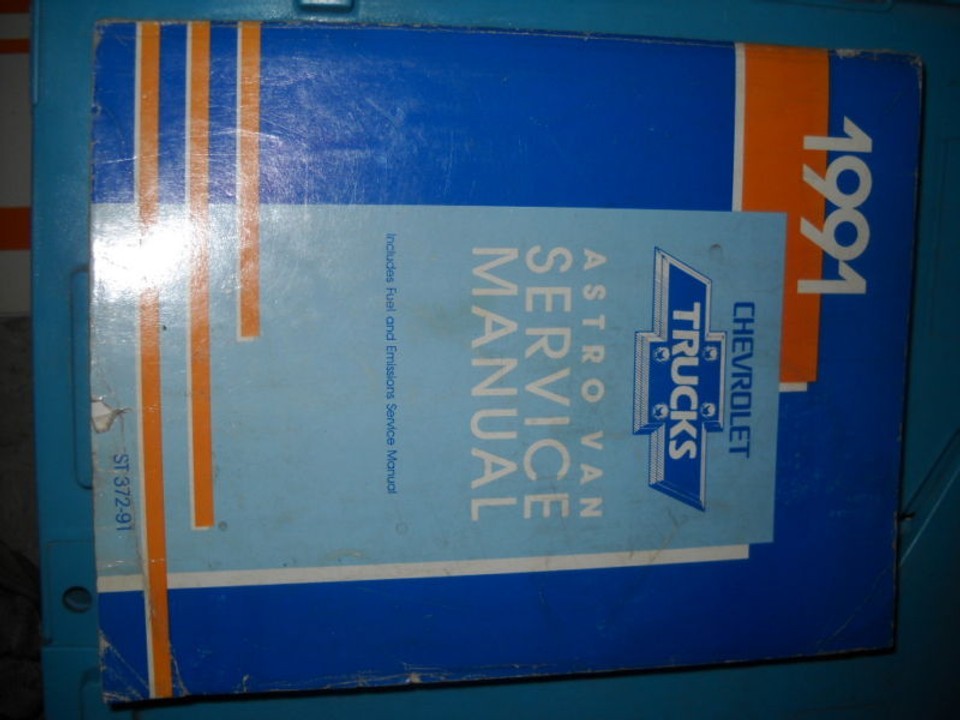 1991
CHEVROLET
TRUCKS
ASTRO VAN
SERVICE
MANUAL
Includes Fuel and Emissions Service Manual
ST 372-91